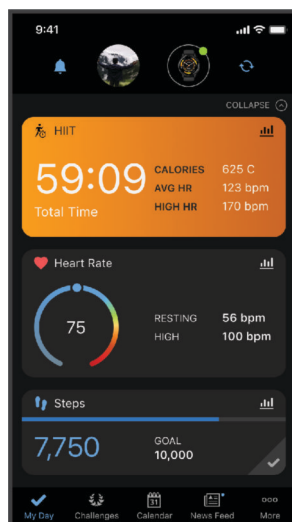 9:41
COLLAPSE
HIIT
59:09
Total Time
CALORIES 625 C
AVG HR 123 bpm
HIGH HR 170 bpm
Heart Rate
75
RESTING 56 bpm
HIGH 100 bpm
Steps
7,750
GOAL
10,000
31
My Day Challenges Calendar News Feed More